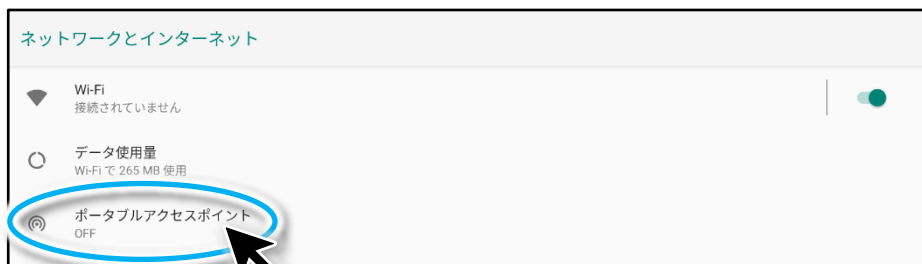 ネットワークとインターネット
Wi-Fi
接続されていません
データ使用量
Wi-Fi で 265 MB 使用
ポータブルアクセスポイント
OFF